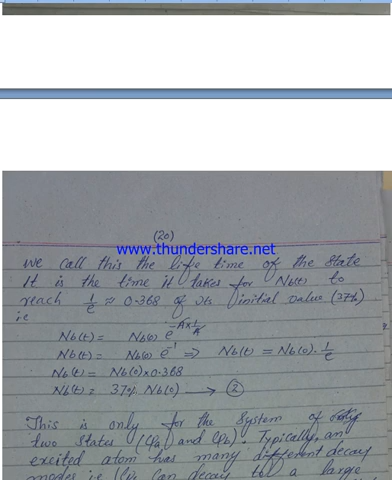 (20)
www.thundershare.net
we call this the life time of the state
It is the time it takes for Nb(t) to
reach 1/e ≈ 0.368 of its initial value (37%)
ie
Nb(t) = Nb(0) e^-A×1/A
Nb(t) = Nb(0) e^-1 => Nb(t) = Nb(0). 1/e
Nb(t) = Nb(0)×0.368
Nb(t) = 37% Nb(0) → (2)
This is only for the System of
two states (φa and φb). Typically, an
excited atom has many different decay
modes ie can decay to a large